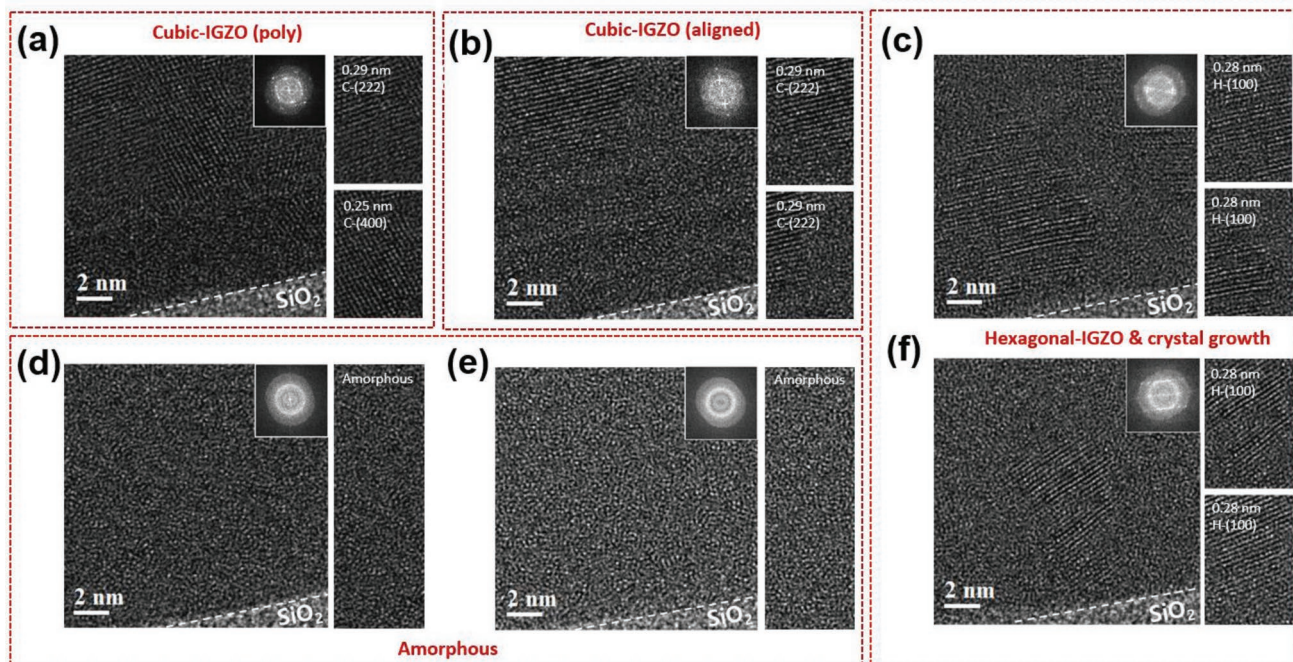 (a)
Cubic-IGZO (poly)
0.29 nm
C-(222)
0.25 nm
C-(400)
2 nm
SiO₂
(b)
Cubic-IGZO (aligned)
0.29 nm
C-(222)
0.29 nm
C-(222)
2 nm
SiO₂
(c)
0.28 nm
H-(100)
0.28 nm
H-(100)
2 nm
SiO₂
Hexagonal-IGZO & crystal growth
(d)
Amorphous
2 nm
SiO₂
(e)
Amorphous
2 nm
SiO₂
Amorphous
(f)
0.28 nm
H-(100)
0.28 nm
H-(100)
2 nm
SiO₂